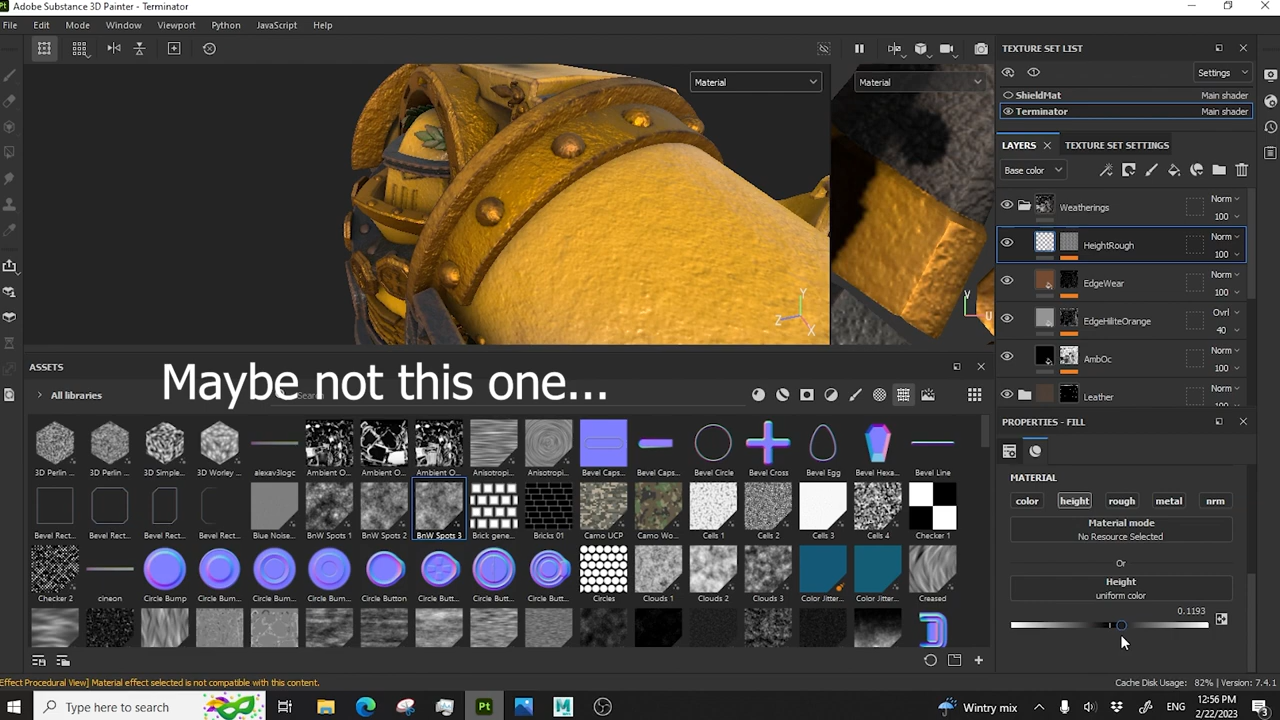 Pt Adobe Substance 3D Painter - Terminator
File Edit Mode Window Viewport Python JavaScript Help
TEXTURE SET LIST
Settings
ShieldMat Main shader
Terminator Main shader
Material
Material
LAYERS TEXTURE SET SETTINGS
Base color
Weatherings Norm 100
HeightRough Norm 100
EdgeWear Norm 100
EdgeHiliteOrange Ovrl 40
AmbOc Norm 100
Leather Norm 100
Y
Z
X
V
U
ASSETS
Maybe not this one...
All libraries
3D Perlin ... 3D Perlin ... 3D Simple... 3D Worley ... alexav3logc Ambient O... Ambient O... Ambient O... Anisotropi... Anisotropi... Bevel Caps... Bevel Caps... Bevel Circle Bevel Cross Bevel Egg Bevel Hexa... Bevel Line
Bevel Rect... Bevel Rect... Bevel Rect... Bevel Rect... Blue Noise... BnW Spots 1 BnW Spots 2 BnW Spots 3 Brick gene... Bricks 01 Camo UCP Camo Wo... Cells 1 Cells 2 Cells 3 Cells 4 Checker 1
Checker 2 cineon Circle Bump Circle Bum... Circle Bum... Circle Bum... Circle Button Circle Butt... Circle Butt... Circle Butt... Circles Clouds 1 Clouds 2 Clouds 3 Color Jitter... Color Jitter... Creased
PROPERTIES - FILL
MATERIAL
color height rough metal nrm
Material mode
No Resource Selected
Or
Height
uniform color
0.1193
Effect Procedural View] Material effect selected is not compatible with this content.
Cache Disk Usage: 82% | Version: 7.4.1
Type here to search
Pt
M
Wintry mix
ENG
12:56 PM
2/22/2023
3